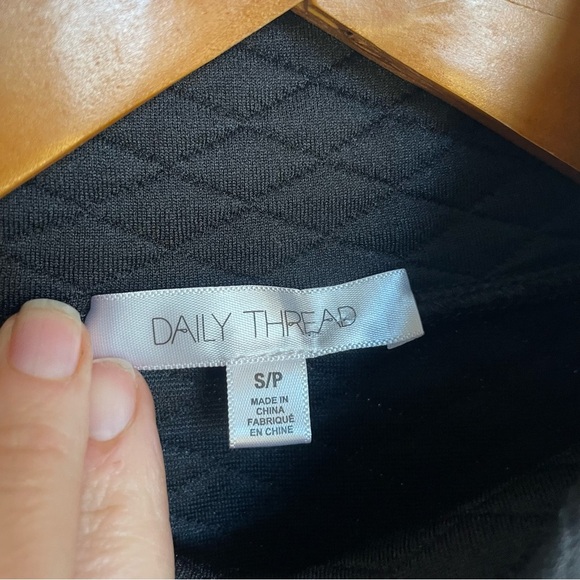 DAILY THREAD
S/P
MADE IN
CHINA
FABRIQUÉ
EN CHINE